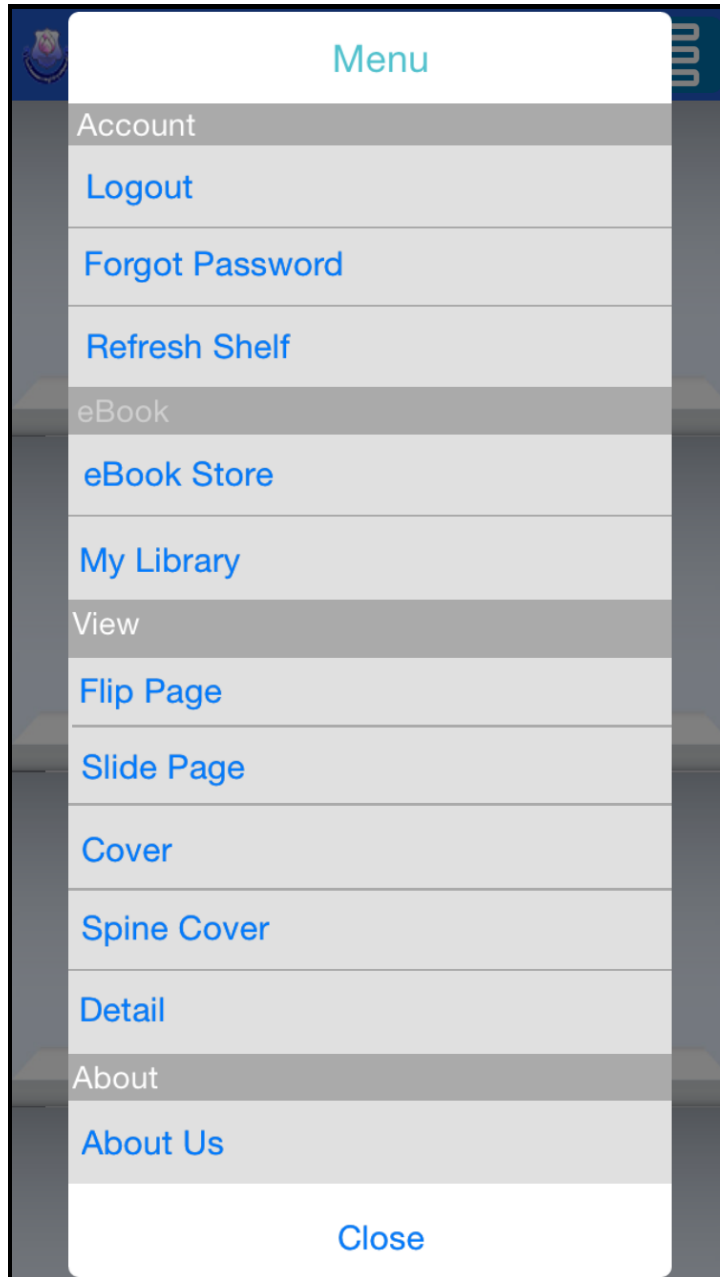 Menu
Account
Logout
Forgot Password
Refresh Shelf
eBook
eBook Store
My Library
View
Flip Page
Slide Page
Cover
Spine Cover
Detail
About
About Us
Close